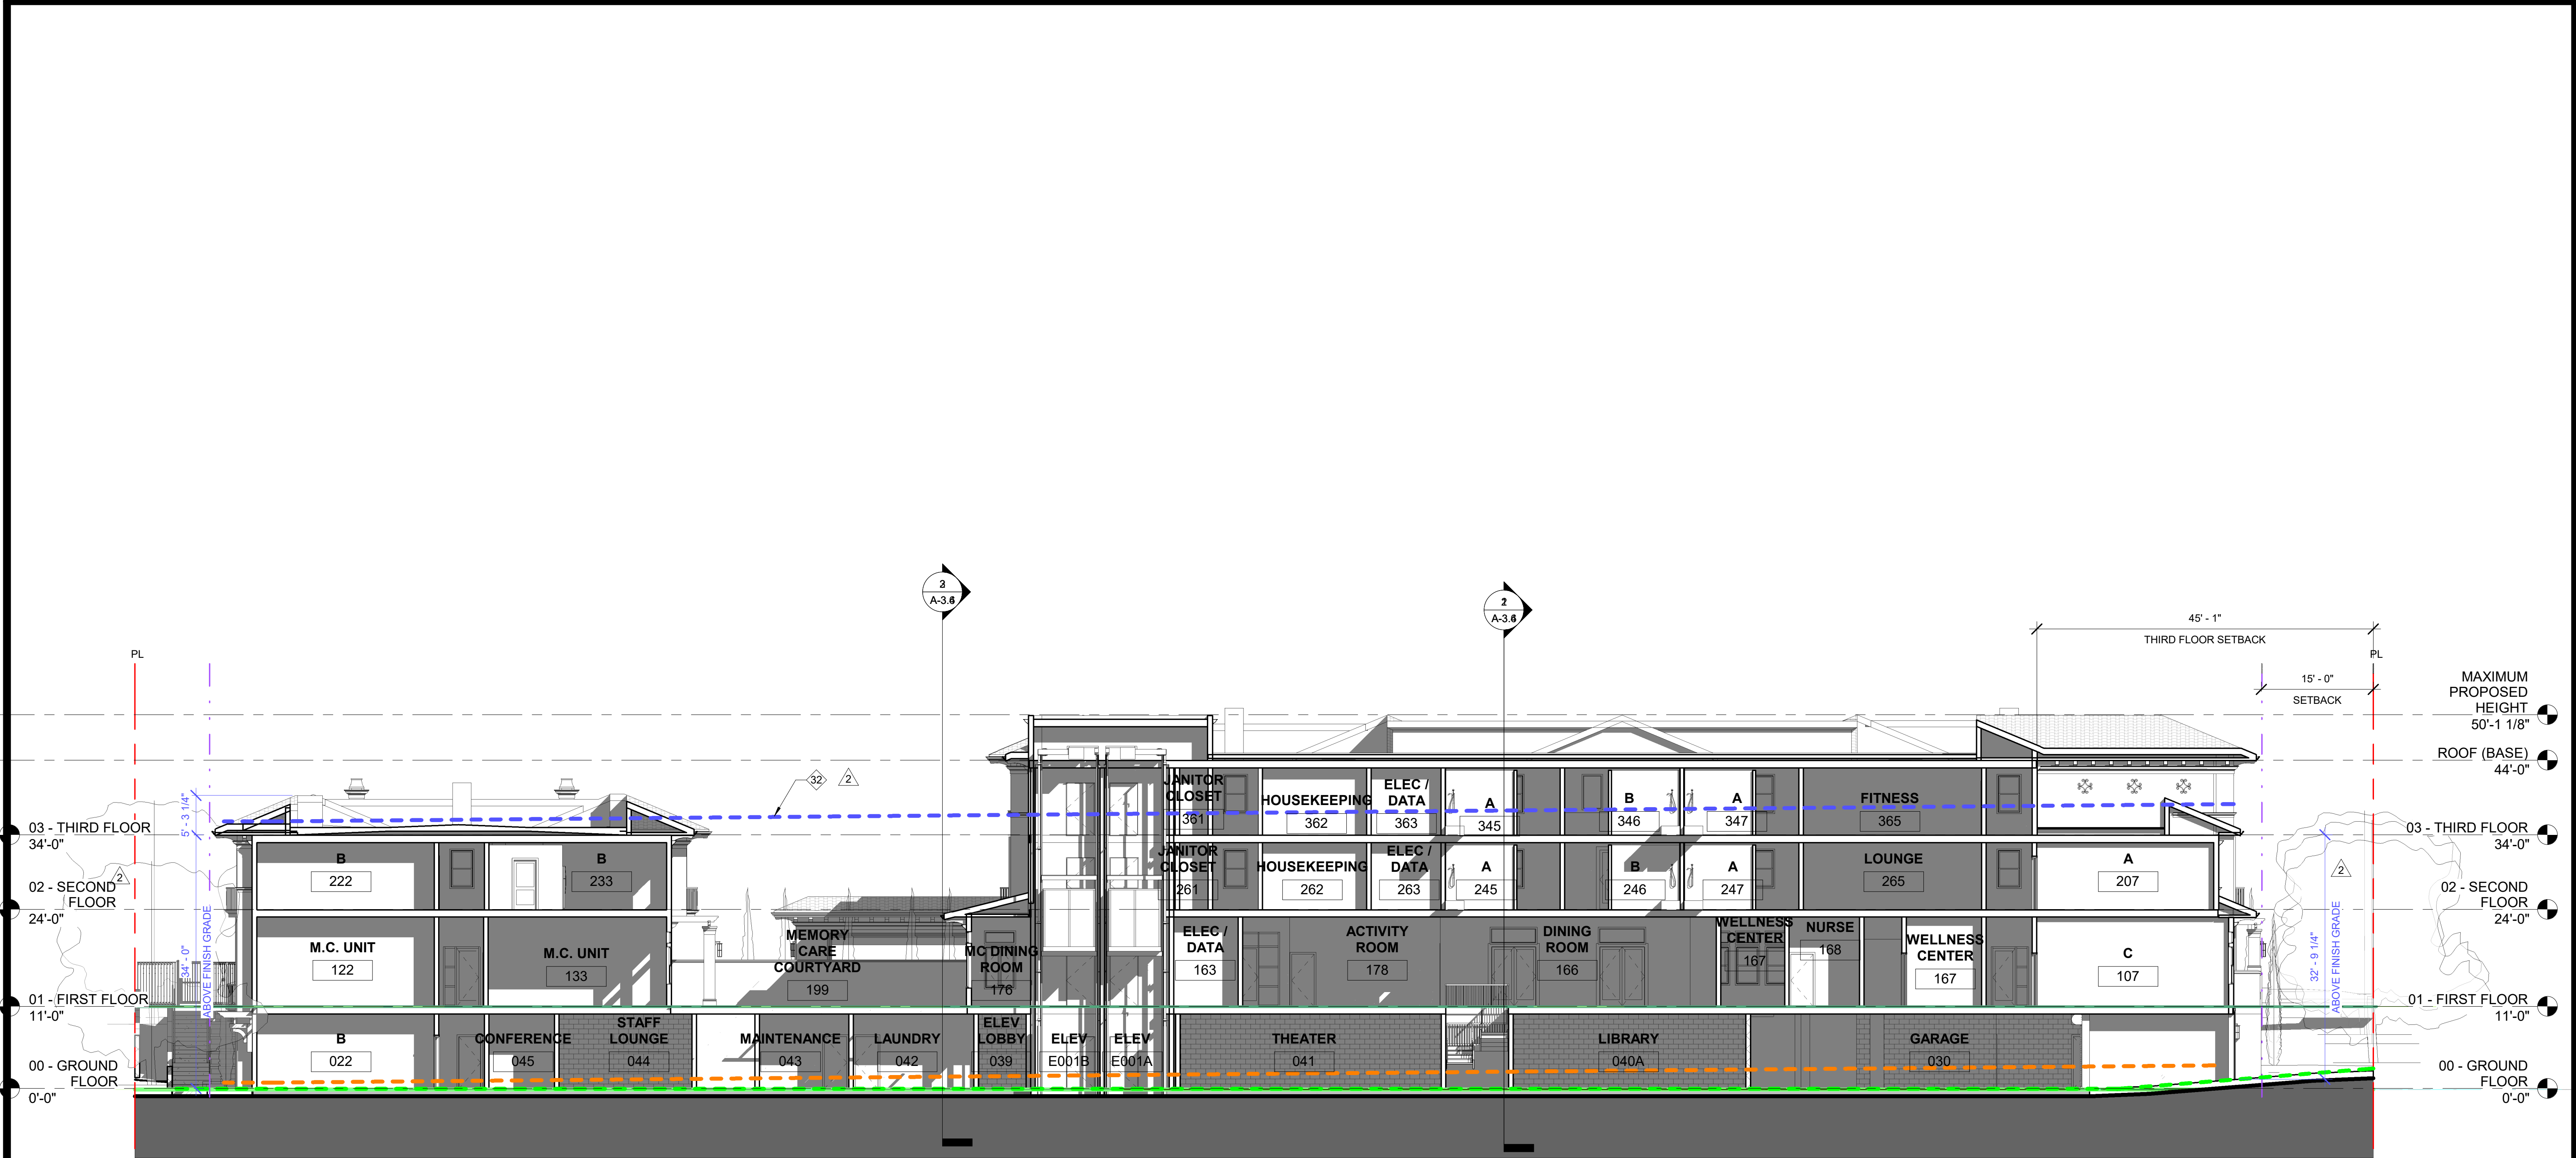 3
A-3.6
2
A-3.6
45' - 1"
THIRD FLOOR SETBACK
PL
PL
15' - 0"
SETBACK
MAXIMUM
PROPOSED
HEIGHT
50'-1 1/8"
ROOF (BASE)
44'-0"
32
2
5' - 3 1/4"
03 - THIRD FLOOR
34'-0"
JANITOR
CLOSET
361
HOUSEKEEPING
362
ELEC /
DATA
363
A
345
B
346
A
347
FITNESS
365
03 - THIRD FLOOR
34'-0"
2
02 - SECOND
FLOOR
24'-0"
B
222
B
233
JANITOR
CLOSET
261
HOUSEKEEPING
262
ELEC /
DATA
263
A
245
B
246
A
247
LOUNGE
265
A
207
2
02 - SECOND
FLOOR
24'-0"
34' - 0"
ABOVE FINISH GRADE
M.C. UNIT
122
M.C. UNIT
133
MEMORY
CARE
COURTYARD
199
MC DINING
ROOM
176
ELEC /
DATA
163
ACTIVITY
ROOM
178
DINING
ROOM
166
WELLNESS
CENTER
167
NURSE
168
WELLNESS
CENTER
167
C
107
32' - 9 1/4"
ABOVE FINISH GRADE
01 - FIRST FLOOR
11'-0"
01 - FIRST FLOOR
11'-0"
00 - GROUND
FLOOR
0'-0"
B
022
CONFERENCE
045
STAFF
LOUNGE
044
MAINTENANCE
043
LAUNDRY
042
ELEV
LOBBY
039
ELEV
E001B
ELEV
E001A
THEATER
041
LIBRARY
040A
GARAGE
030
00 - GROUND
FLOOR
0'-0"